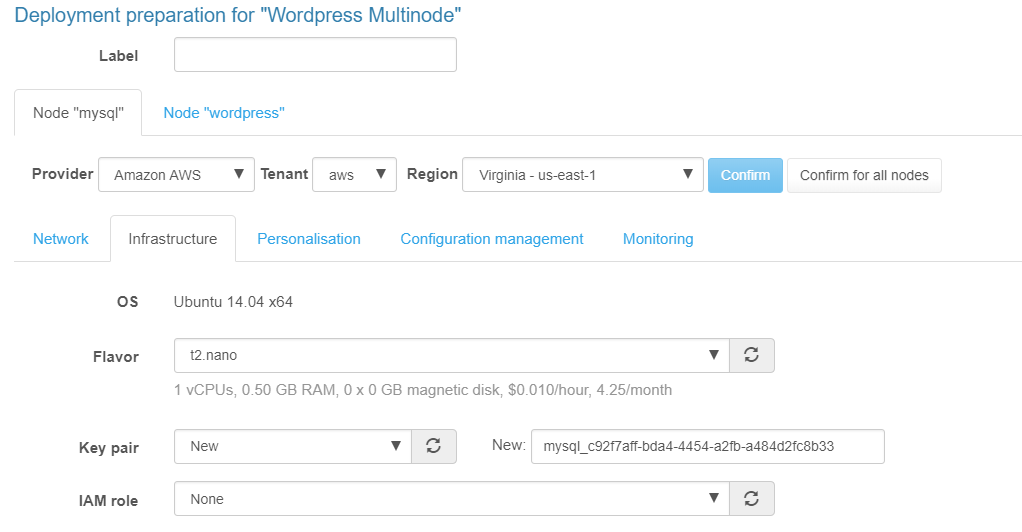 Deployment preparation for "Wordpress Multinode"
Label
Node "mysql" Node "wordpress"
Provider Amazon AWS Tenant aws Region Virginia - us-east-1 Confirm Confirm for all nodes
Network Infrastructure Personalisation Configuration management Monitoring
OS Ubuntu 14.04 x64
Flavor t2.nano
1 vCPUs, 0.50 GB RAM, 0 x 0 GB magnetic disk, $0.010/hour, 4.25/month
Key pair New New: mysql_c92f7aff-bda4-4454-a2fb-a484d2fc8b33
IAM role None